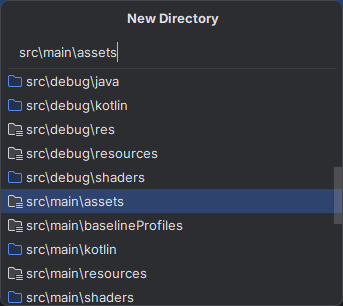 New Directory
src\main\assets
src\debug\java
src\debug\kotlin
src\debug\res
src\debug\resources
src\debug\shaders
src\main\assets
src\main\baselineProfiles
src\main\kotlin
src\main\resources
src\main\shaders